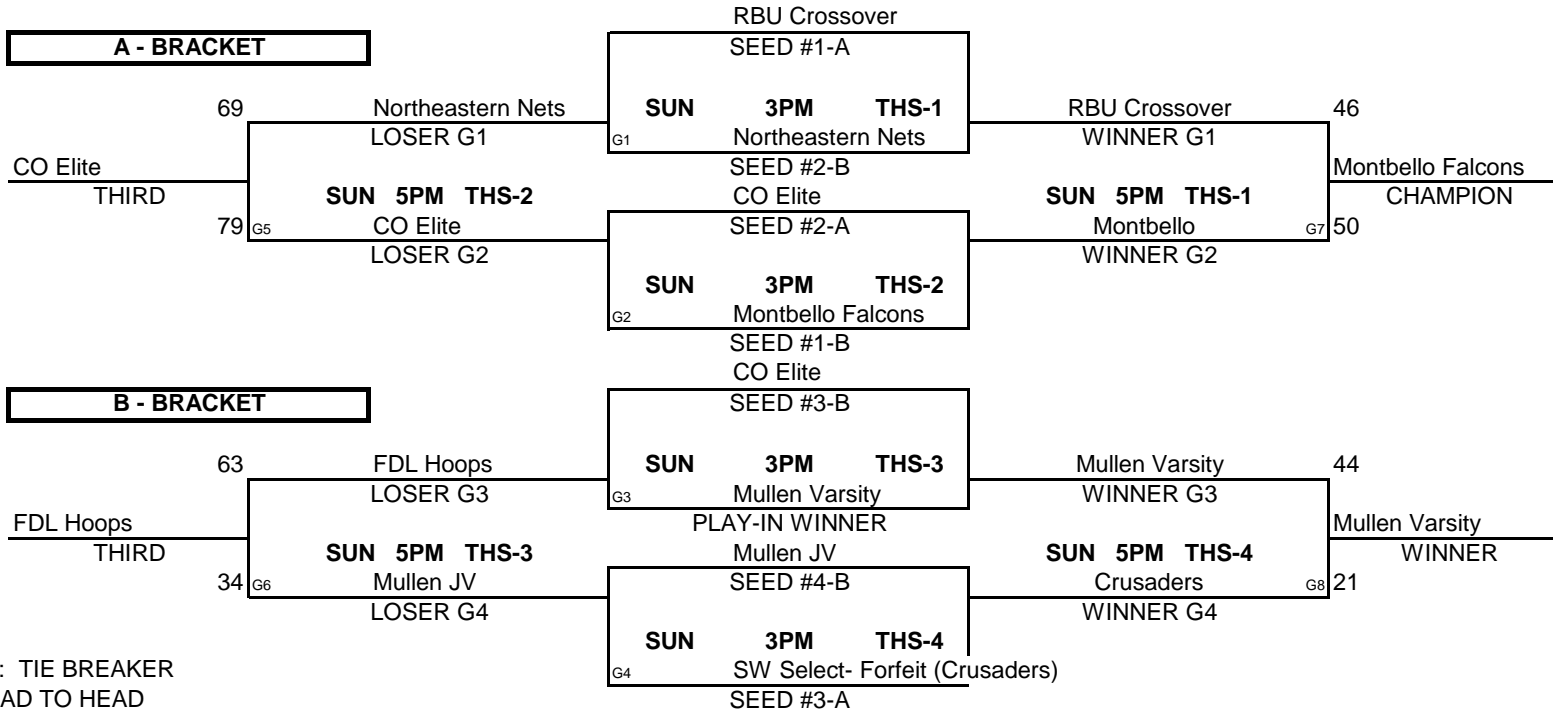 RBU Crossover
A - BRACKET SEED #1-A
69 Northeastern Nets SUN 3PM THS-1 RBU Crossover 46
LOSER G1 G1 Northeastern Nets WINNER G1
CO Elite SEED #2-B Montbello Falcons
THIRD SUN 5PM THS-2 CO Elite SUN 5PM THS-1 CHAMPION
79 G5 CO Elite SEED #2-A Montbello G7 50
LOSER G2 WINNER G2
SUN 3PM THS-2
G2 Montbello Falcons
SEED #1-B
CO Elite
B - BRACKET SEED #3-B
63 FDL Hoops SUN 3PM THS-3 Mullen Varsity 44
LOSER G3 G3 Mullen Varsity WINNER G3
FDL Hoops PLAY-IN WINNER Mullen Varsity
THIRD SUN 5PM THS-3 Mullen JV SUN 5PM THS-4 WINNER
34 G6 Mullen JV SEED #4-B Crusaders G8 21
LOSER G4 WINNER G4
SUN 3PM THS-4
: TIE BREAKER G4 SW Select- Forfeit (Crusaders)
AD TO HEAD SEED #3-A